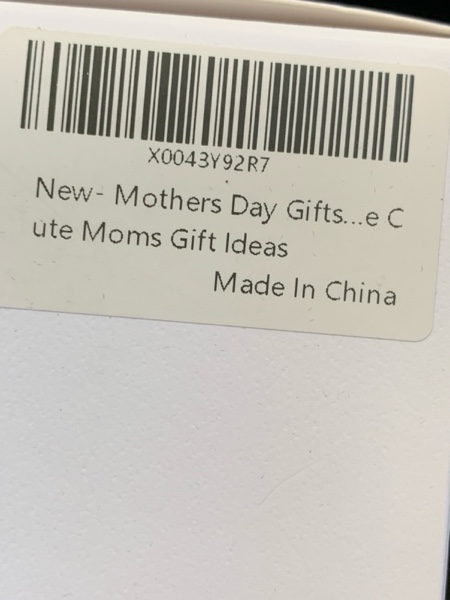 X0043Y92R7
New- Mothers Day Gifts...e C
ute Moms Gift Ideas
Made In China